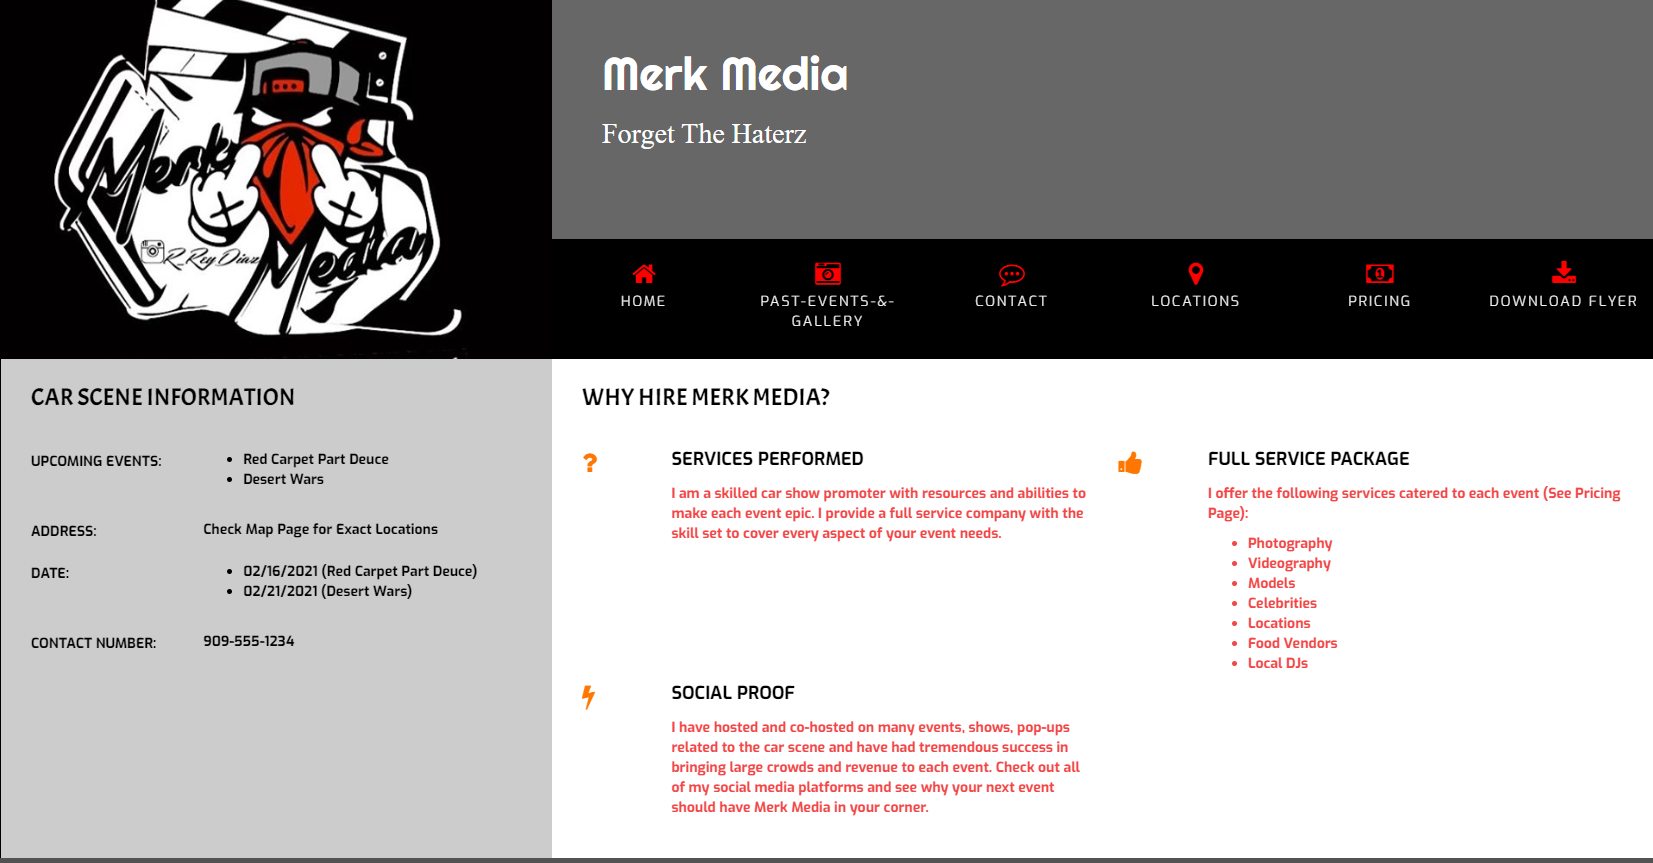 Merk
Media
R_Rey Diaz
Merk Media
Forget The Haterz
HOME
PAST-EVENTS-&-
GALLERY
CONTACT
LOCATIONS
PRICING
DOWNLOAD FLYER
CAR SCENE INFORMATION
UPCOMING EVENTS:
Red Carpet Part Deuce
Desert Wars
ADDRESS:
Check Map Page for Exact Locations
DATE:
02/16/2021 (Red Carpet Part Deuce)
02/21/2021 (Desert Wars)
CONTACT NUMBER:
909-555-1234
WHY HIRE MERK MEDIA?
SERVICES PERFORMED
I am a skilled car show promoter with resources and abilities to
make each event epic. I provide a full service company with the
skill set to cover every aspect of your event needs.
FULL SERVICE PACKAGE
I offer the following services catered to each event (See Pricing
Page):
Photography
Videography
Models
Celebrities
Locations
Food Vendors
Local DJs
SOCIAL PROOF
I have hosted and co-hosted on many events, shows, pop-ups
related to the car scene and have had tremendous success in
bringing large crowds and revenue to each event. Check out all
of my social media platforms and see why your next event
should have Merk Media in your corner.